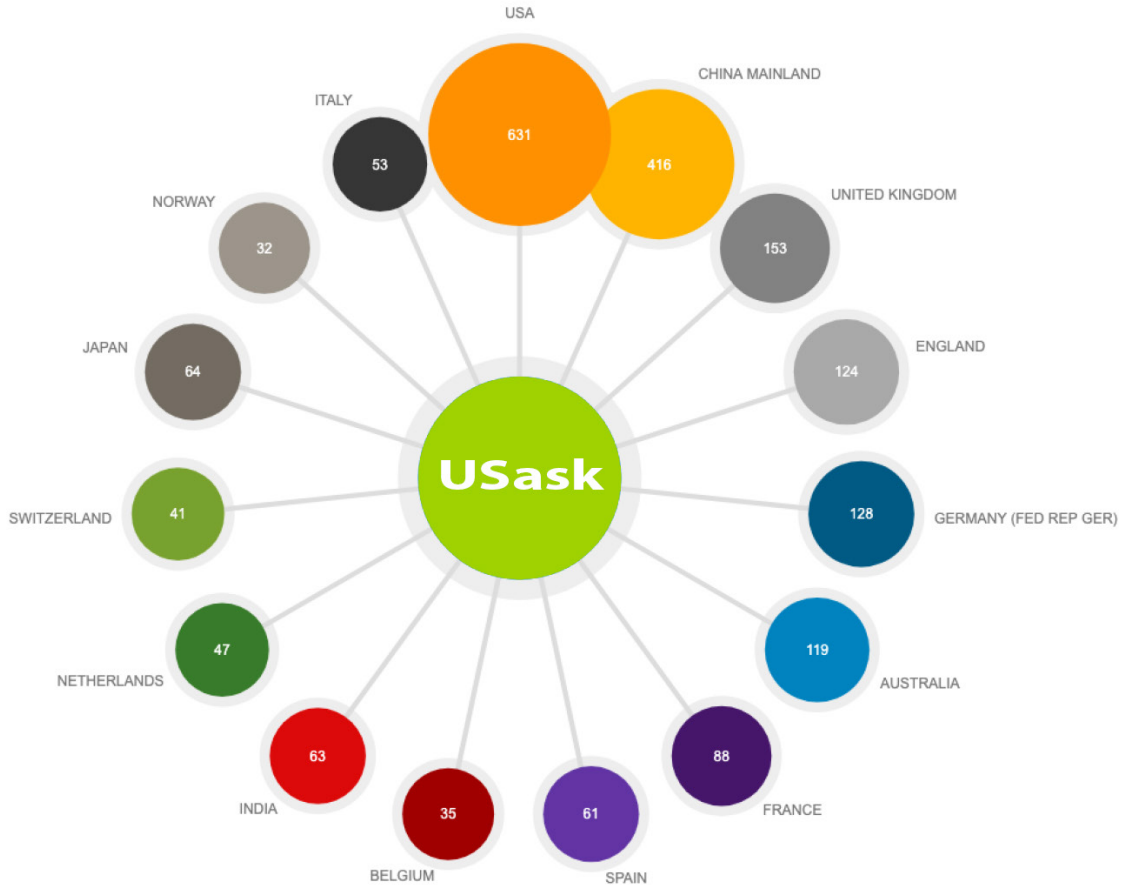 USA
631
CHINA MAINLAND
416
UNITED KINGDOM
153
ENGLAND
124
GERMANY (FED REP GER)
128
AUSTRALIA
119
FRANCE
88
SPAIN
61
BELGIUM
35
INDIA
63
NETHERLANDS
47
SWITZERLAND
41
JAPAN
64
NORWAY
32
ITALY
53
USask